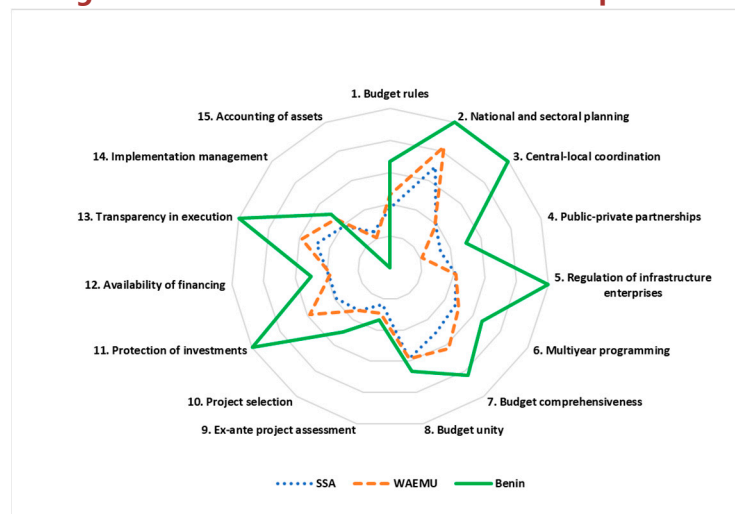 1. Budget rules
2. National and sectoral planning
3. Central-local coordination
4. Public-private partnerships
5. Regulation of infrastructure
enterprises
6. Multiyear programming
7. Budget comprehensiveness
8. Budget unity
9. Ex-ante project assessment
10. Project selection
11. Protection of investments
12. Availability of financing
13. Transparency in execution
14. Implementation management
15. Accounting of assets
SSA WAEMU Benin